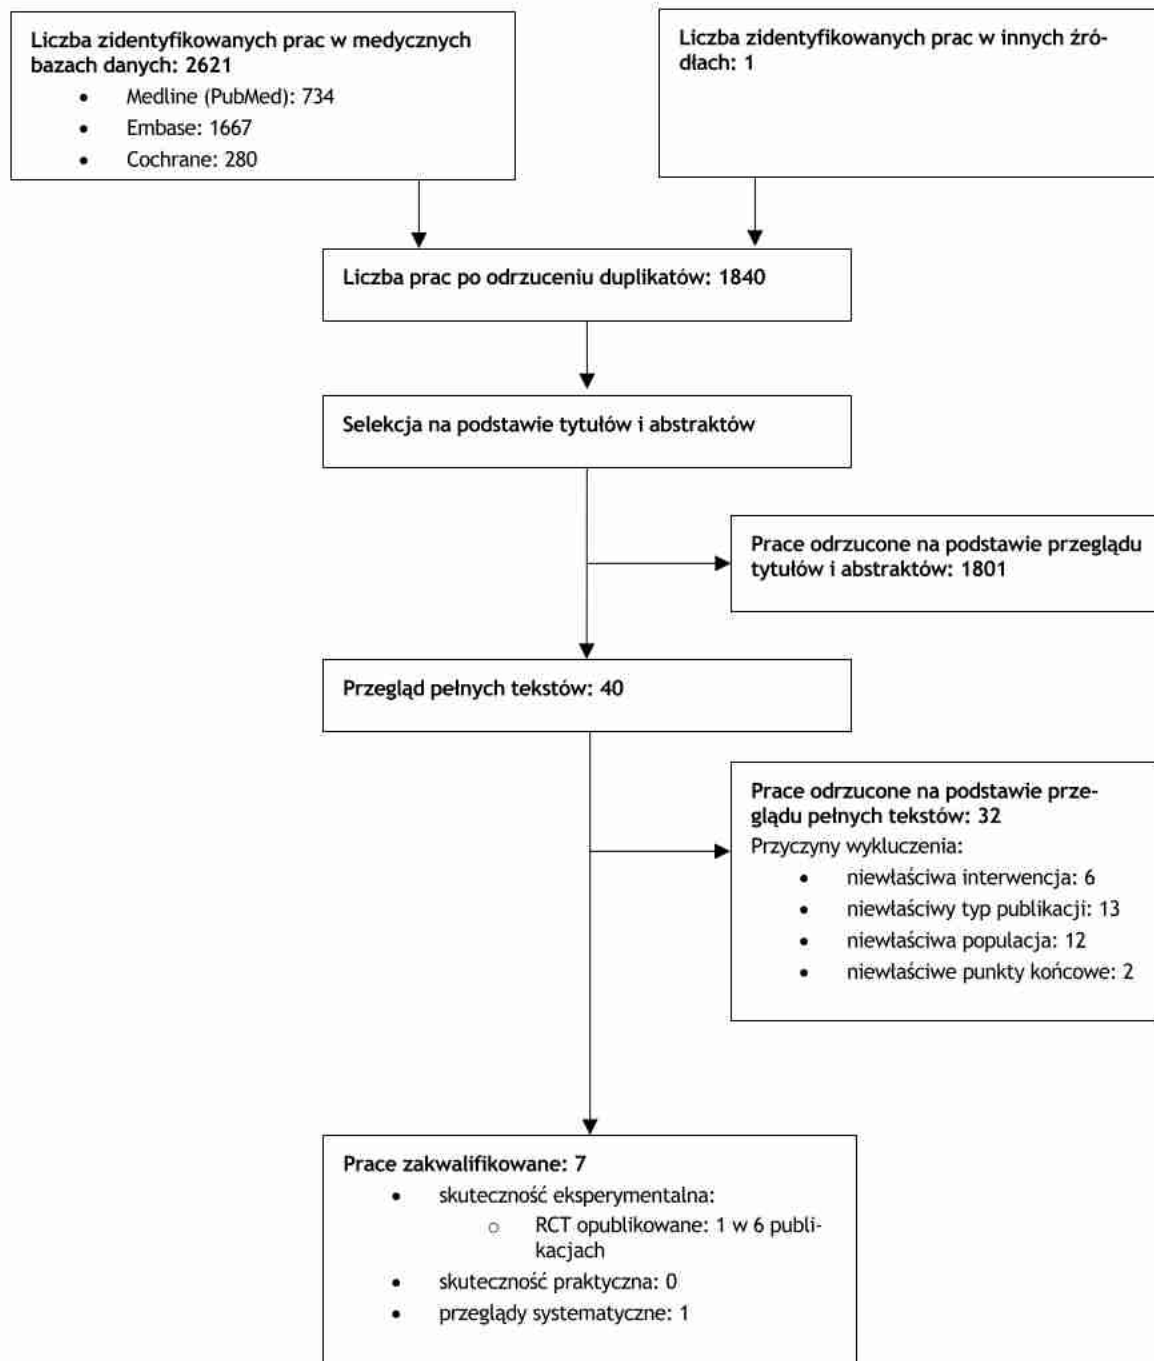 Liczba zidentyfikowanych prac w medycznych
bazach danych: 2621
• Medline (PubMed): 734
• Embase: 1667
• Cochrane: 280
Liczba zidentyfikowanych prac w innych źró-
dłach: 1
Liczba prac po odrzuceniu duplikatów: 1840
Selekcja na podstawie tytułów i abstraktów
Prace odrzucone na podstawie przeglądu
tytułów i abstraktów: 1801
Przegląd pełnych tekstów: 40
Prace odrzucone na podstawie prze-
glądu pełnych tekstów: 32
Przyczyny wykluczenia:
• niewłaściwa interwencja: 6
• niewłaściwy typ publikacji: 13
• niewłaściwa populacja: 12
• niewłaściwe punkty końcowe: 2
Prace zakwalifikowane: 7
• skuteczność eksperymentalna:
o RCT opublikowane: 1 w 6 publi-
kacjach
• skuteczność praktyczna: 0
• przeglądy systematyczne: 1